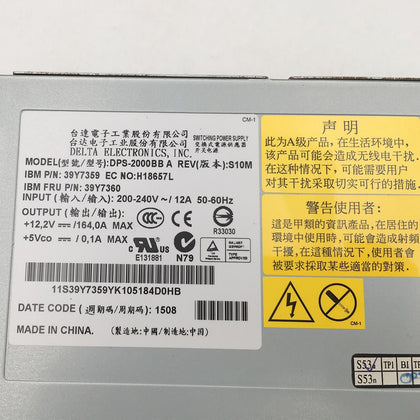 台達電子工業股份有限公司
台达电子工业股份有限公司
DELTA ELECTRONICS, INC.
SWITCHING POWER SUPPLY
交換式電源供應器
开关电源
CM-1
MODEL(型號/型号):DPS-2000BB A REV(版本):S10M
IBM P/N: 39Y7359 EC NO:H18657L
IBM FRU P/N: 39Y7360
INPUT (輸入/输入): 200-240V~/ 12A 50-60Hz
OUTPUT (輸出/输出):
+12,2V⎓/164,0A MAX.
+5Vco ⎓/ 0,1A MAX.
E131881
N79
R33030
TYPE APPROVED
11S39Y7359YK105184D0HB
DATE CODE (週期碼/周期码): 1508
MADE IN CHINA.
(製造地:中國/制造地:中国)
声 明
此为A级产品，在生活环境中，
该产品可能会造成无线电干扰。
在这种情况下，可能需要用户
对其干扰采取切实可行的措施。
警告使用者:
這是甲類的資訊產品，在居住的
環境中使用時，可能會造成射頻
干擾，在這種情況下，使用者會
被要求採取某些適當的對策。
CM-1
S53 TP1 BI
S53n